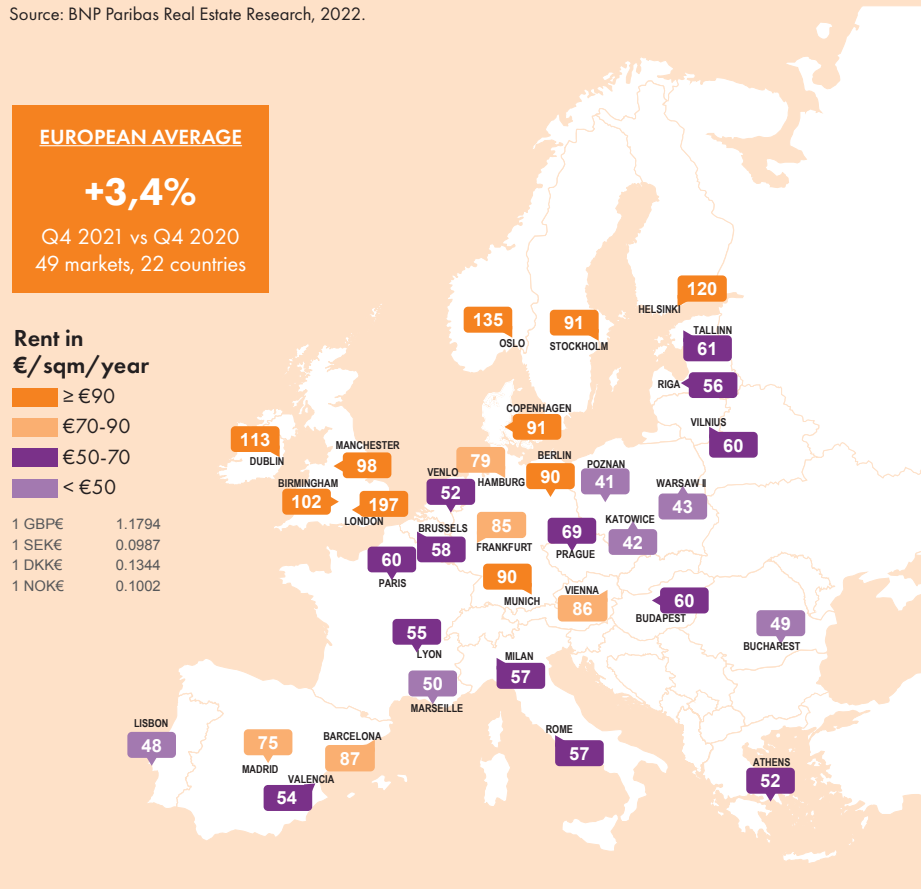 Source: BNP Paribas Real Estate Research, 2022.
EUROPEAN AVERAGE
+3,4%
Q4 2021 vs Q4 2020
49 markets, 22 countries
Rent in
€/sqm/year
≥ €90
€70-90
€50-70
< €50
1 GBP€ 1.1794
1 SEK€ 0.0987
1 DKK€ 0.1344
1 NOK€ 0.1002
120
HELSINKI
135
OSLO
91
STOCKHOLM
TALLINN
61
RIGA
56
COPENHAGEN
91
VILNIUS
60
113
DUBLIN
MANCHESTER
98
BIRMINGHAM
102
197
LONDON
79
HAMBURG
VENLO
52
BERLIN
90
POZNAN
41
WARSAW II
43
KATOWICE
42
BRUSSELS
58
85
FRANKFURT
69
PRAGUE
60
PARIS
90
MUNICH
VIENNA
86
60
BUDAPEST
49
BUCHAREST
55
LYON
50
MARSEILLE
MILAN
57
ROME
57
LISBON
48
75
MADRID
BARCELONA
87
VALENCIA
54
ATHENS
52